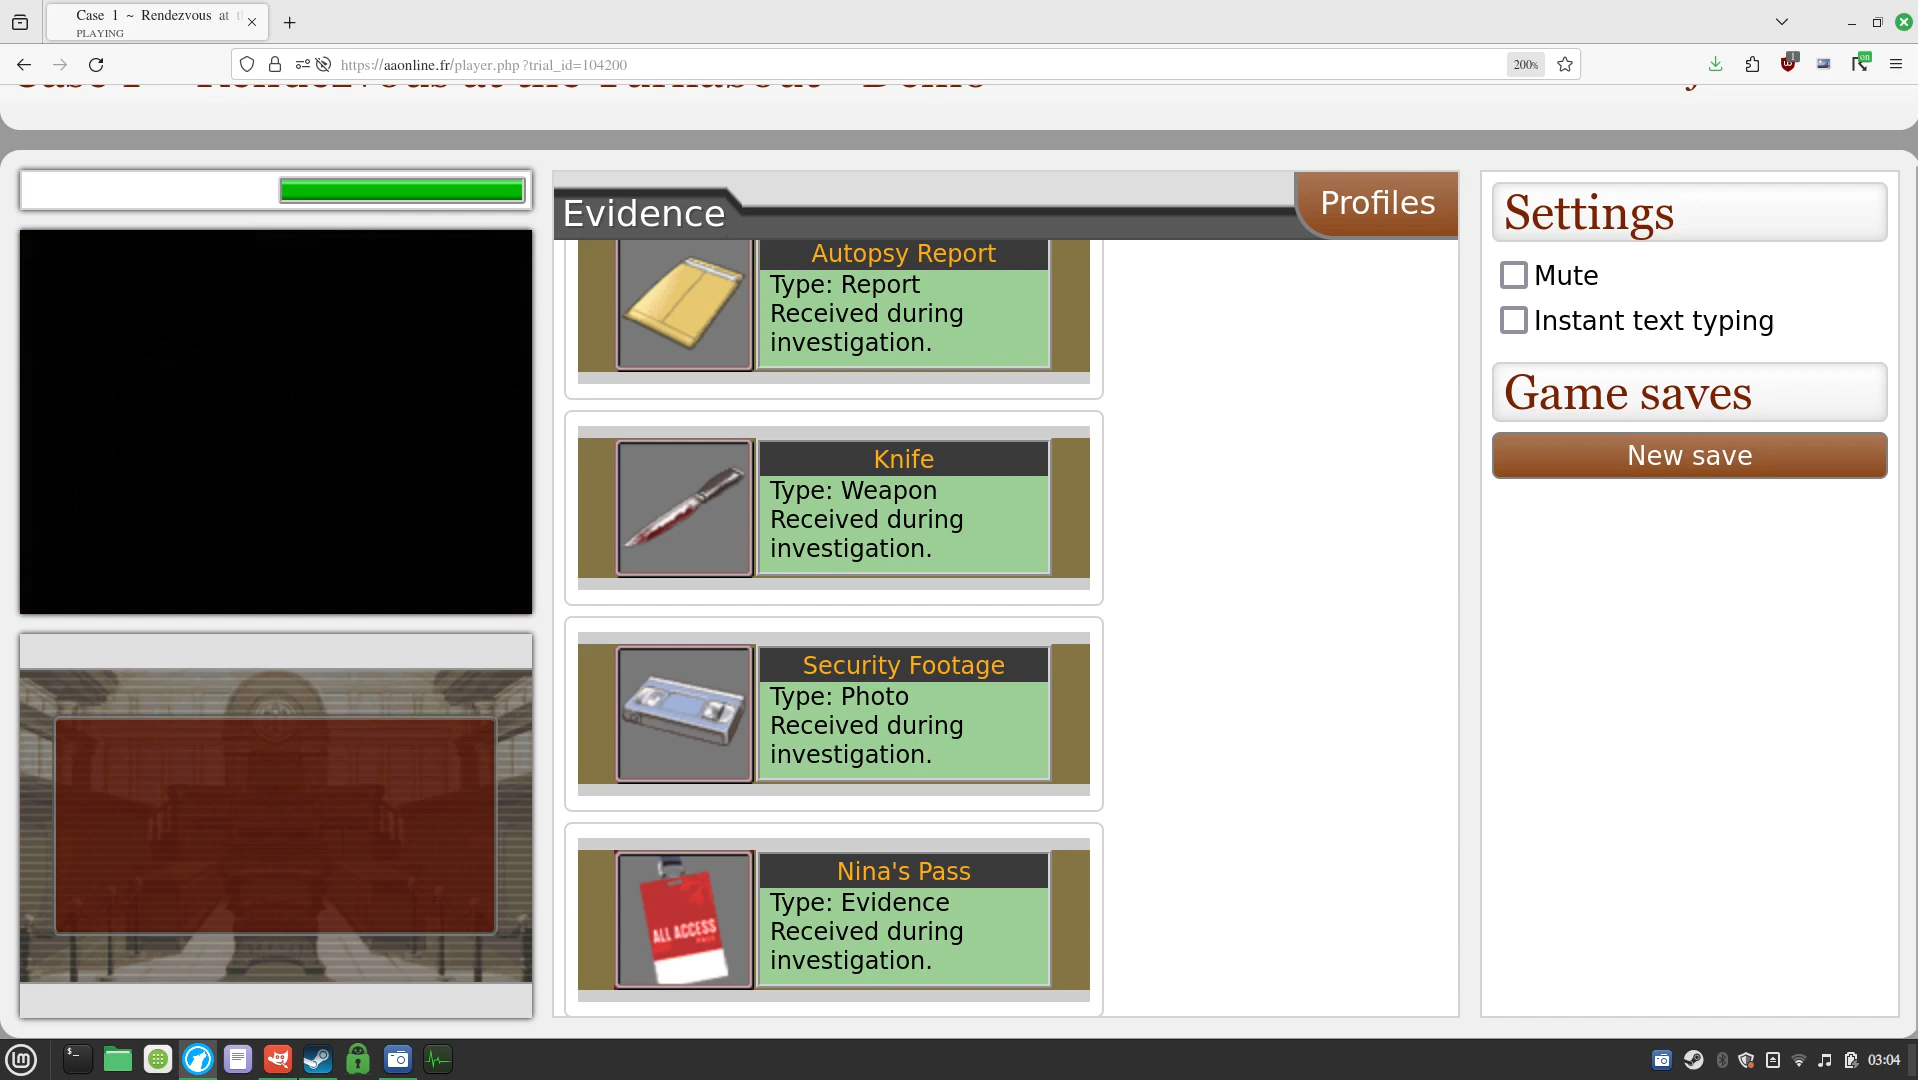 Case 1 ~ Rendezvous at
PLAYING
https://aaonline.fr/player.php?trial_id=104200
200%
on
Evidence
Profiles
Autopsy Report
Type: Report
Received during
investigation.
Knife
Type: Weapon
Received during
investigation.
Security Footage
Type: Photo
Received during
investigation.
Nina's Pass
Type: Evidence
Received during
investigation.
ALL ACCESS
Settings
Mute
Instant text typing
Game saves
New save
03:04